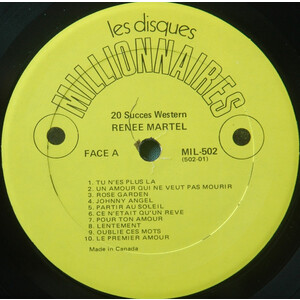 les disques
MILLIONNAIRES
20 Succes Western
RENEE MARTEL
FACE A
MIL-502
(502-01)
1. TU N'ES PLUS LA
2. UN AMOUR QUI NE VEUT PAS MOURIR
3. ROSE GARDEN
4. JOHNNY ANGEL
5. PARTIR AU SOLEIL
6. CE N'ETAIT QU'UN REVE
7. POUR TON AMOUR
8. LENTEMENT
9. OUBLIE CES MOTS
10. LE PREMIER AMOUR
Made in Canada